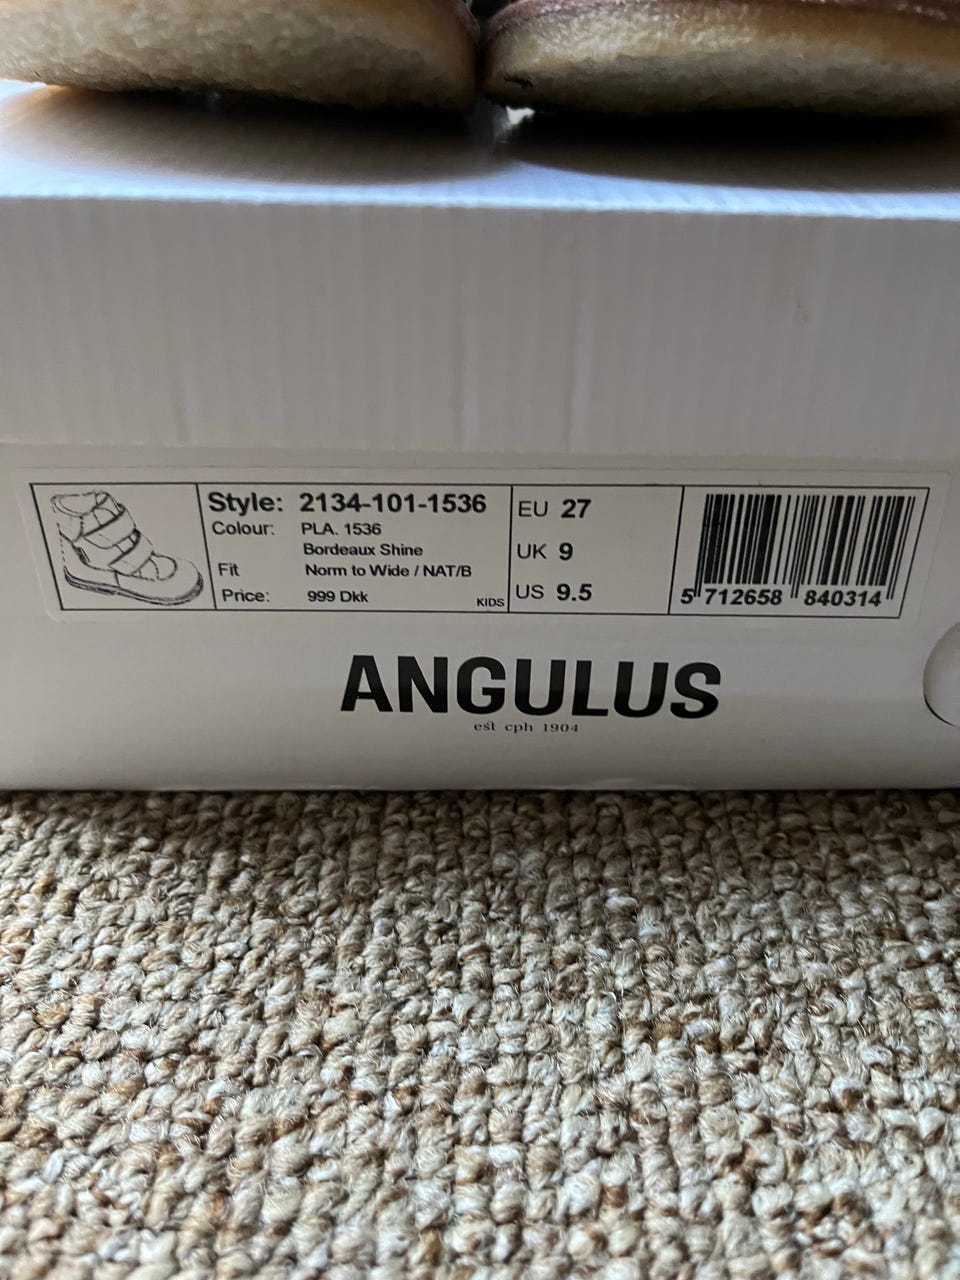 Style: 2134-101-1536
Colour: PLA. 1536
Bordeaux Shine
Fit Norm to Wide / NAT/B
Price: 999 Dkk
KIDS
EU 27
UK 9
US 9.5
5 712658 840314
ANGULUS
est cph 1904